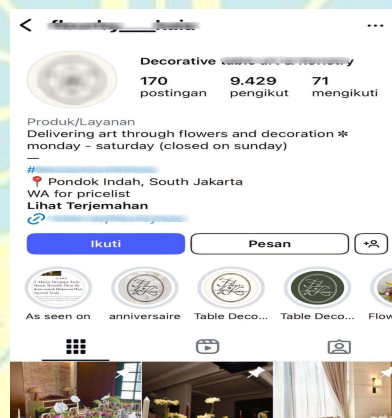 Decorative
170 9.429 71
postingan pengikut mengikuti
Produk/Layanan
Delivering art through flowers and decoration ✻
monday - saturday (closed on sunday)
—
#
📍 Pondok Indah, South Jakarta
WA for pricelist
Lihat Terjemahan
Ikuti Pesan
As seen on anniversaire Table Deco... Table Deco... Flow